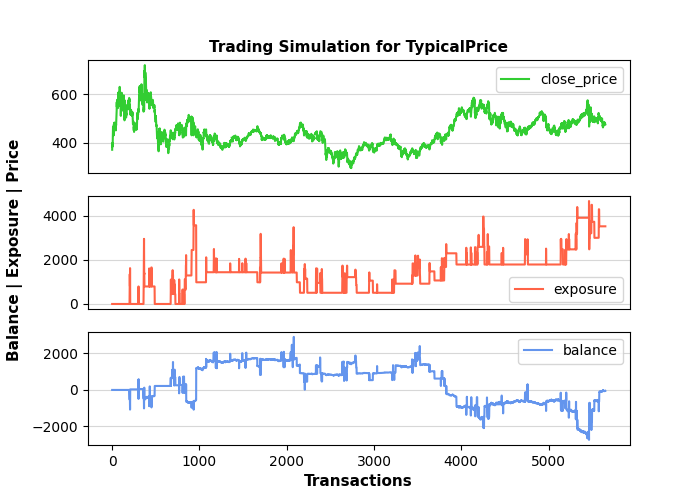 Trading Simulation for TypicalPrice
Balance | Exposure | Price
close_price
600
400
exposure
4000
2000
0
balance
2000
0
−2000
0 1000 2000 3000 4000 5000
Transactions